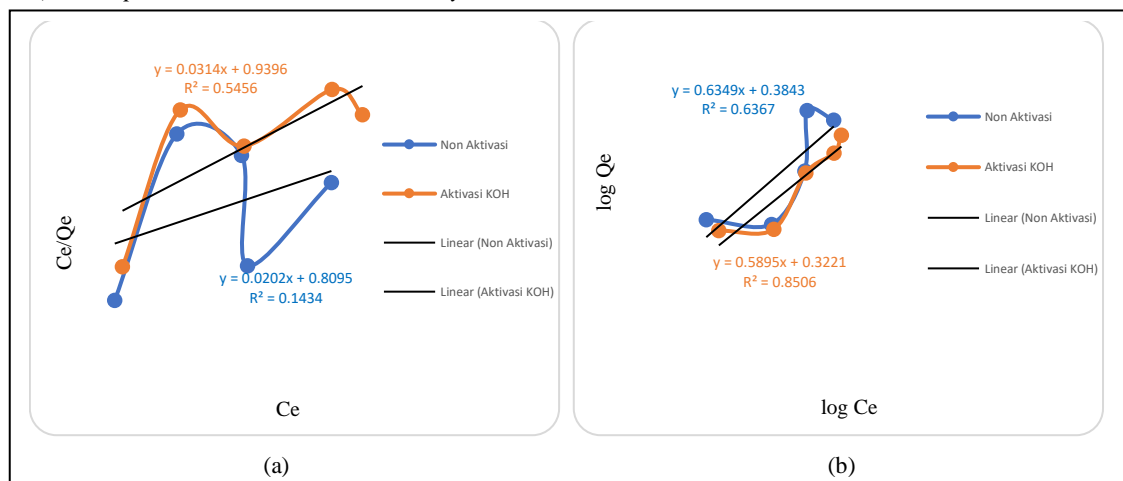 y = 0.0314x + 0.9396
R² = 0.5456
Non Aktivasi
Aktivasi KOH
Linear (Non Aktivasi)
Linear (Aktivasi KOH)
Ce/Qe
y = 0.0202x + 0.8095
R² = 0.1434
Ce
(a)
y = 0.6349x + 0.3843
R² = 0.6367
Non Aktivasi
Aktivasi KOH
Linear (Non Aktivasi)
Linear (Aktivasi KOH)
log Qe
y = 0.5895x + 0.3221
R² = 0.8506
log Ce
(b)